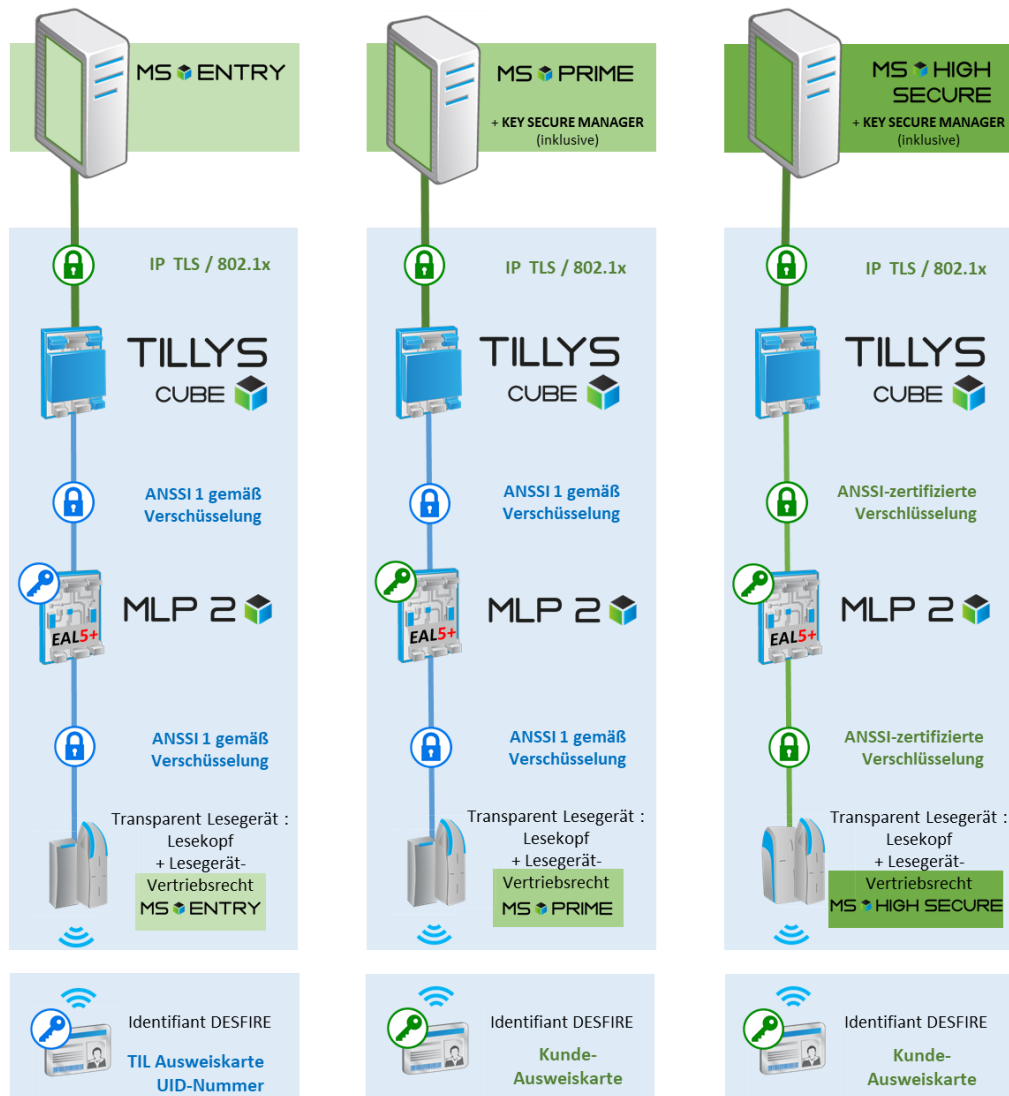 MS ENTRY
IP TLS / 802.1x
TILLYS
CUBE
ANSSI 1 gemäß
Verschüsselung
MLP 2
EAL5+
ANSSI 1 gemäß
Verschüsselung
Transparent Lesegerät :
Lesekopf
+ Lesegerät-
Vertriebsrecht
MS ENTRY
Identifiant DESFIRE
TIL Ausweiskarte
UID-Nummer
MS PRIME
+ KEY SECURE MANAGER
(inklusive)
IP TLS / 802.1x
TILLYS
CUBE
ANSSI 1 gemäß
Verschüsselung
MLP 2
EAL5+
ANSSI 1 gemäß
Verschüsselung
Transparent Lesegerät :
Lesekopf
+ Lesegerät-
Vertriebsrecht
MS PRIME
Identifiant DESFIRE
Kunde-
Ausweiskarte
MS HIGH
SECURE
+ KEY SECURE MANAGER
(inklusive)
IP TLS / 802.1x
TILLYS
CUBE
ANSSI-zertifizierte
Verschlüsselung
MLP 2
EAL5+
ANSSI-zertifizierte
Verschlüsselung
Transparent Lesegerät :
Lesekopf
+ Lesegerät-
Vertriebsrecht
MS HIGH SECURE
Identifiant DESFIRE
Kunde-
Ausweiskarte